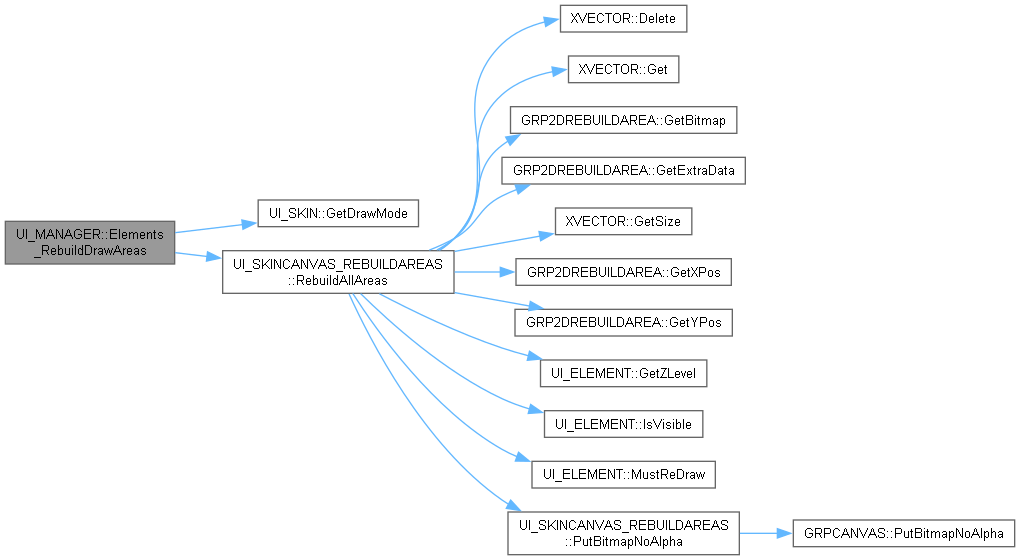 XVECTOR::Delete
XVECTOR::Get
GRP2DREBUILDAREA::GetBitmap
GRP2DREBUILDAREA::GetExtraData
UI_SKIN::GetDrawMode
XVECTOR::GetSize
UI_MANAGER::Elements
_RebuildDrawAreas
UI_SKINCANVAS_REBUILDAREAS
::RebuildAllAreas
GRP2DREBUILDAREA::GetXPos
GRP2DREBUILDAREA::GetYPos
UI_ELEMENT::GetZLevel
UI_ELEMENT::IsVisible
UI_ELEMENT::MustReDraw
UI_SKINCANVAS_REBUILDAREAS
::PutBitmapNoAlpha
GRPCANVAS::PutBitmapNoAlpha